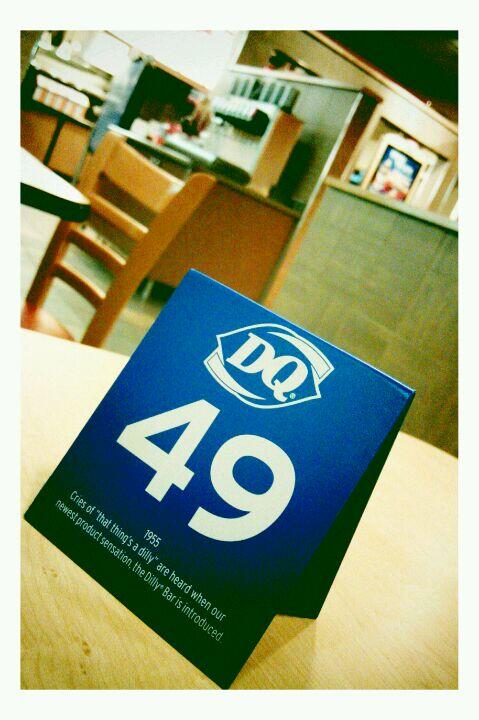 DQ®
49
1955
Cries of "that thing's a dilly" are heard when our
newest product sensation, the Dilly® Bar is introduced.